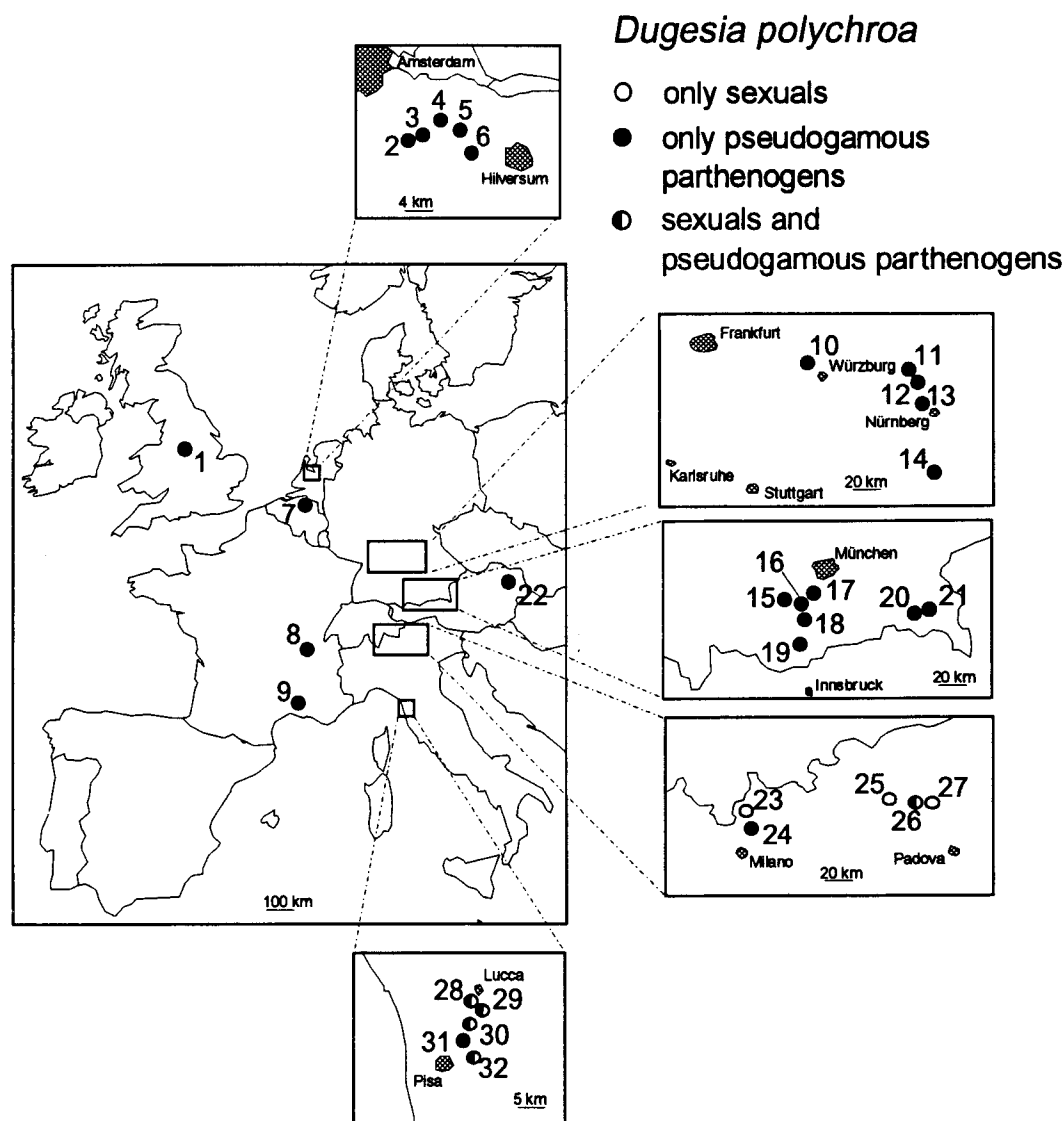 Dugesia polychroa
only sexuals
only pseudogamous
parthenogens
sexuals and
pseudogamous parthenogens
Amsterdam
2 3 4 5 6
Hilversum
4 km
1
7
8
9
22
100 km
Frankfurt
10
Würzburg
11
12
13
Nürnberg
14
Karlsruhe
Stuttgart
20 km
München
16
15
17
18
19
20
21
Innsbruck
20 km
23
24
Milano
25
26
27
Padova
20 km
Lucca
28
29
30
31
32
Pisa
5 km